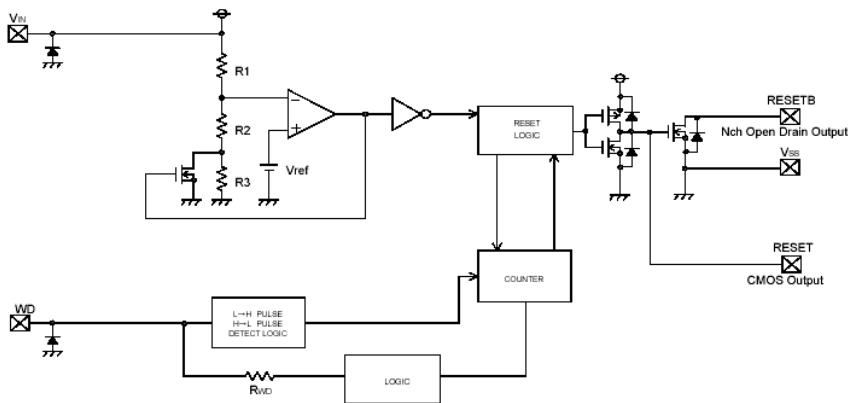 VIN
R1
R2
R3
−
+
Vref
RESET
LOGIC
RESETB
Nch Open Drain Output
VSS
RESET
CMOS Output
COUNTER
WD
L→H PULSE
H→L PULSE
DETECT LOGIC
RWD
LOGIC